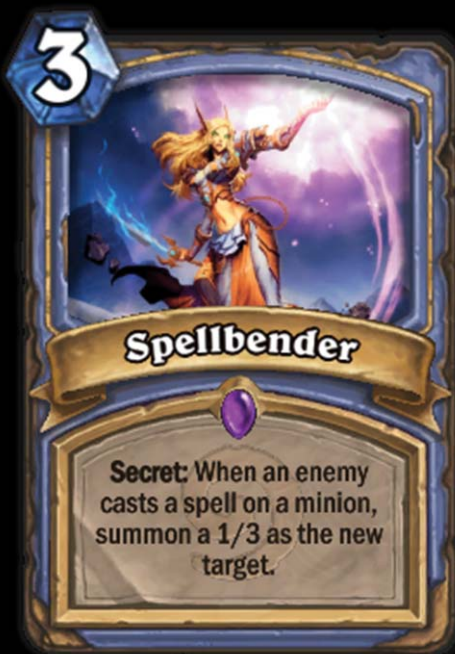 3
Spellbender
Secret: When an enemy
casts a spell on a minion,
summon a 1/3 as the new
target.